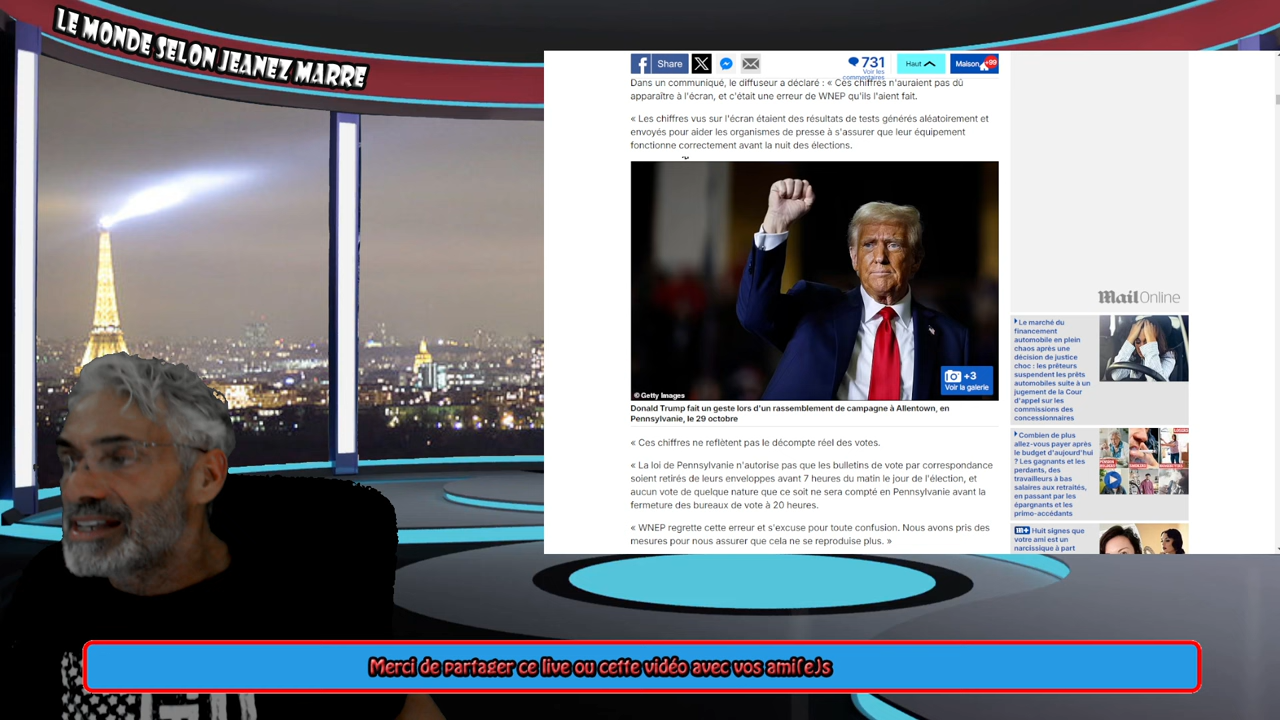 LE MONDE SELON JEANEZ MARRE
Share
731
Voir les
commentaires
Haut
Maison
+99
Dans un communiqué, le diffuseur a déclaré : « Ces chiffres n'auraient pas dû
apparaître à l'écran, et c'était une erreur de WNEP qu'ils l'aient fait.
« Les chiffres vus sur l'écran étaient des résultats de tests générés aléatoirement et
envoyés pour aider les organismes de presse à s'assurer que leur équipement
fonctionne correctement avant la nuit des élections.
+3
Voir la galerie
© Getty Images
Donald Trump fait un geste lors d'un rassemblement de campagne à Allentown, en
Pennsylvanie, le 29 octobre
« Ces chiffres ne reflètent pas le décompte réel des votes.
« La loi de Pennsylvanie n'autorise pas que les bulletins de vote par correspondance
soient retirés de leurs enveloppes avant 7 heures du matin le jour de l'élection, et
aucun vote de quelque nature que ce soit ne sera compté en Pennsylvanie avant la
fermeture des bureaux de vote à 20 heures.
« WNEP regrette cette erreur et s'excuse pour toute confusion. Nous avons pris des
mesures pour nous assurer que cela ne se reproduise plus. »
Mail Online
Le marché du
financement
automobile en plein
chaos après une
décision de justice
choc : les prêteurs
suspendent les prêts
automobiles suite à un
jugement de la Cour
d'appel sur les
commissions des
concessionnaires
Combien de plus
allez-vous payer après
le budget d'aujourd'hui
? Les gagnants et les
perdants, des
travailleurs à bas
salaires aux retraités,
en passant par les
épargnants et les
primo-accédants
18+ Huit signes que
votre ami est un
narcissique à part
Merci de partager ce live ou cette vidéo avec vos ami(e)s